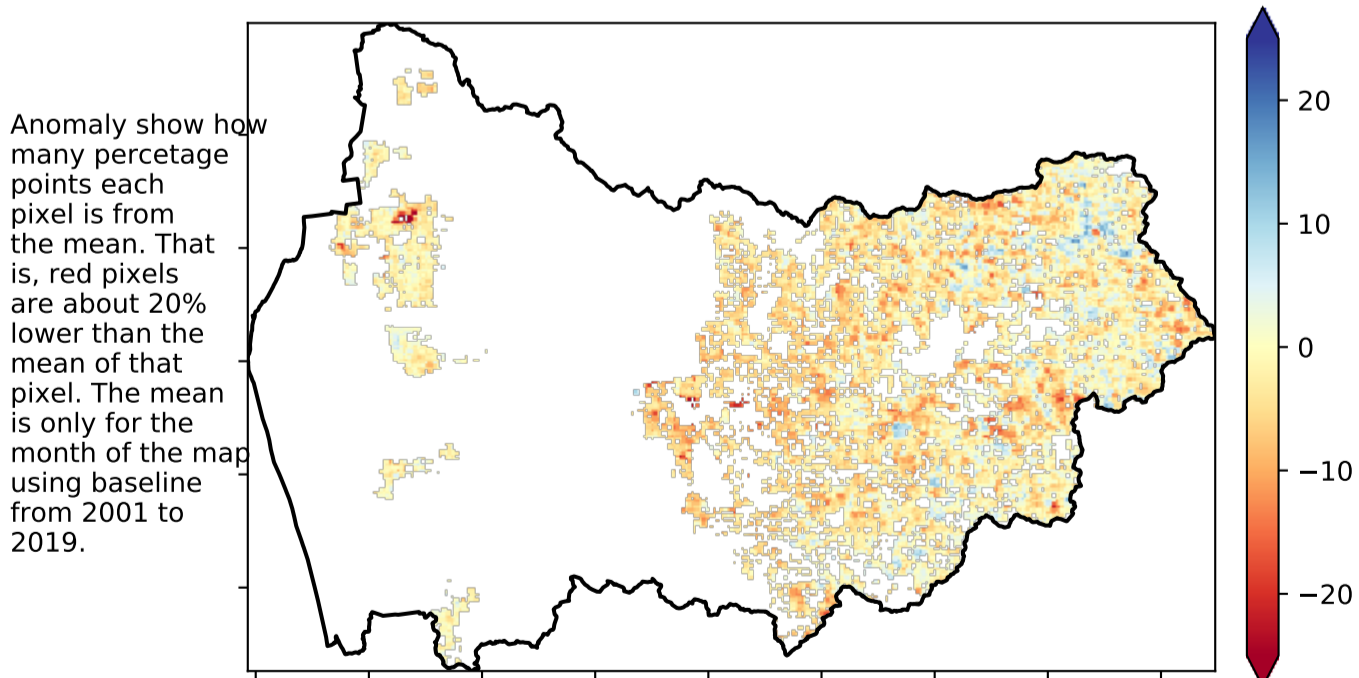 Anomaly show how
many percetage
points each
pixel is from
the mean. That
is, red pixels
are about 20%
lower than the
mean of that
pixel. The mean
is only for the
month of the map
using baseline
from 2001 to
2019.
20
10
0
−10
−20